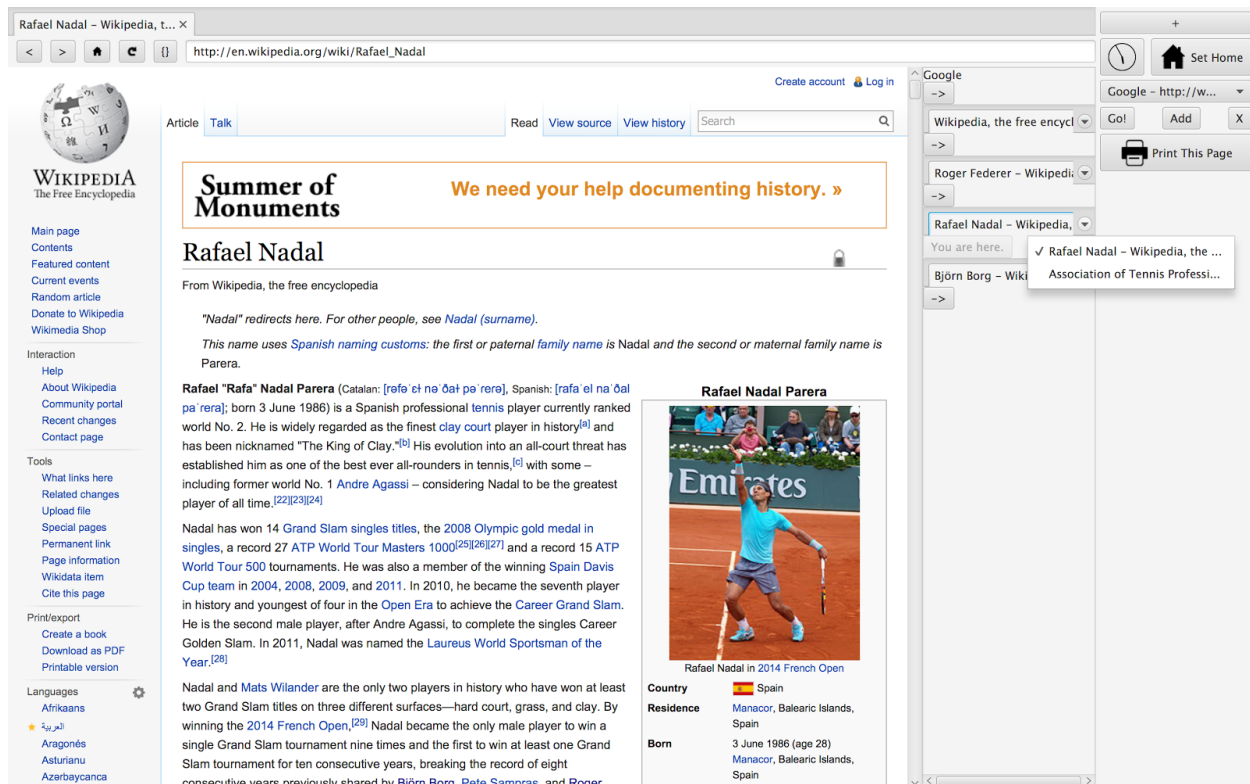 Rafael Nadal – Wikipedia, t... ×
+
< > {} http://en.wikipedia.org/wiki/Rafael_Nadal
Set Home
Google – http://w...
Go! Add X
Print This Page
Google
->
Wikipedia, the free encycl
->
Roger Federer – Wikipedia
->
Rafael Nadal – Wikipedia,
You are here.
✓ Rafael Nadal – Wikipedia, the ...
Association of Tennis Professi...
Björn Borg – Wiki
->
Create account Log in
WIKIPEDIA
The Free Encyclopedia
Article Talk
Read View source View history Search
Main page
Contents
Featured content
Current events
Random article
Donate to Wikipedia
Wikimedia Shop
Interaction
Help
About Wikipedia
Community portal
Recent changes
Contact page
Tools
What links here
Related changes
Upload file
Special pages
Permanent link
Page information
Wikidata item
Cite this page
Print/export
Create a book
Download as PDF
Printable version
Languages
Afrikaans
العربية
Aragonés
Asturianu
Azərbaycanca
Summer of
Monuments
We need your help documenting history. »
Rafael Nadal
From Wikipedia, the free encyclopedia
"Nadal" redirects here. For other people, see Nadal (surname).
This name uses Spanish naming customs: the first or paternal family name is Nadal and the second or maternal family name is
Parera.
Rafael "Rafa" Nadal Parera (Catalan: [rəfəˈɛɫ nəˈðaɫ pəˈɾeɾə], Spanish: [rafaˈel naˈðal
paˈɾeɾa]; born 3 June 1986) is a Spanish professional tennis player currently ranked
world No. 2. He is widely regarded as the finest clay court player in history[a] and
has been nicknamed "The King of Clay."[b] His evolution into an all-court threat has
established him as one of the best ever all-rounders in tennis,[c] with some –
including former world No. 1 Andre Agassi – considering Nadal to be the greatest
player of all time.[22][23][24]
Nadal has won 14 Grand Slam singles titles, the 2008 Olympic gold medal in
singles, a record 27 ATP World Tour Masters 1000[25][26][27] and a record 15 ATP
World Tour 500 tournaments. He was also a member of the winning Spain Davis
Cup team in 2004, 2008, 2009, and 2011. In 2010, he became the seventh player
in history and youngest of four in the Open Era to achieve the Career Grand Slam.
He is the second male player, after Andre Agassi, to complete the singles Career
Golden Slam. In 2011, Nadal was named the Laureus World Sportsman of the
Year.[28]
Nadal and Mats Wilander are the only two players in history who have won at least
two Grand Slam titles on three different surfaces—hard court, grass, and clay. By
winning the 2014 French Open,[29] Nadal became the only male player to win a
single Grand Slam tournament nine times and the first to win at least one Grand
Slam tournament for ten consecutive years, breaking the record of eight
consecutive years previously shared by Björn Borg, Pete Sampras, and Roger
Rafael Nadal Parera
Emirates
Rafael Nadal in 2014 French Open
Country Spain
Residence Manacor, Balearic Islands,
Spain
Born 3 June 1986 (age 28)
Manacor, Balearic Islands,
Spain